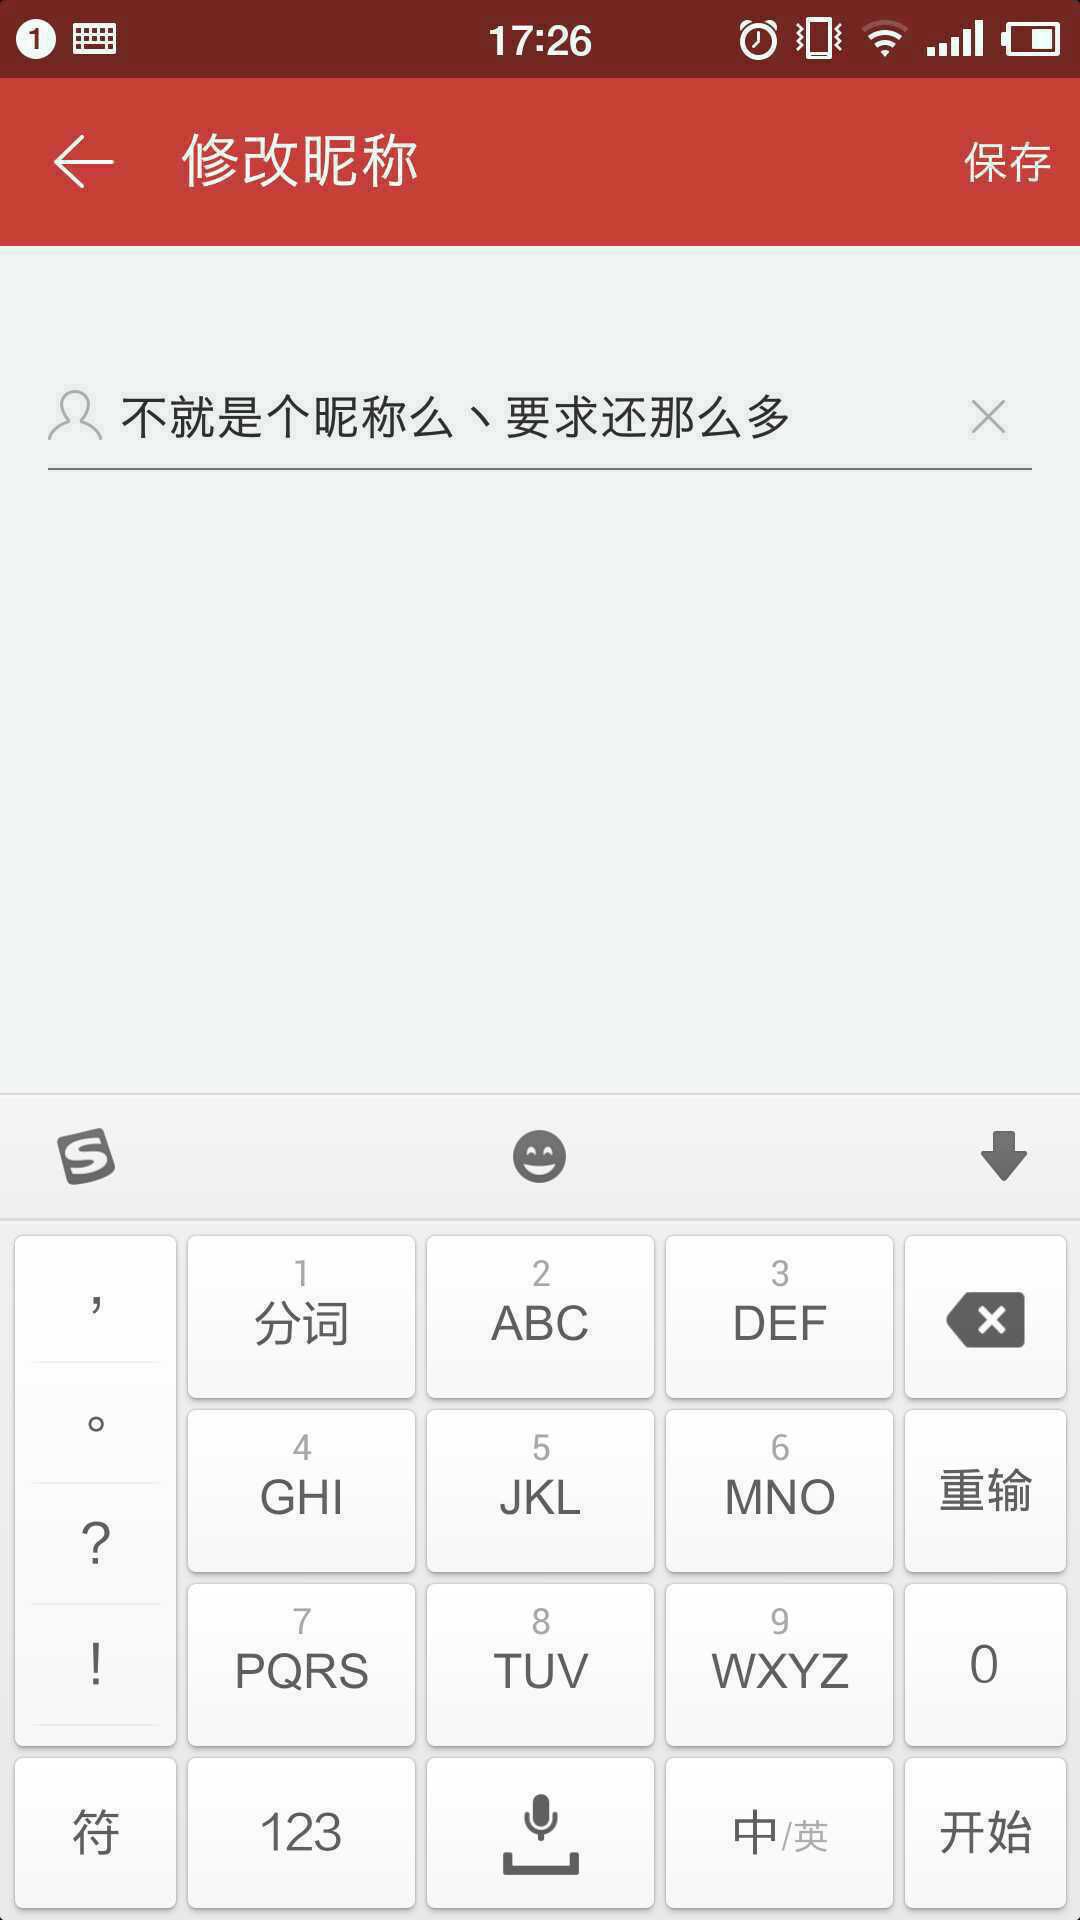 1 17:26
修改昵称 保存
不就是个昵称么丶要求还那么多
， 1 2 3
分词 ABC DEF
。 4 5 6
GHI JKL MNO 重输
?
! 7 8 9
PQRS TUV WXYZ 0
符 123 中/英 开始